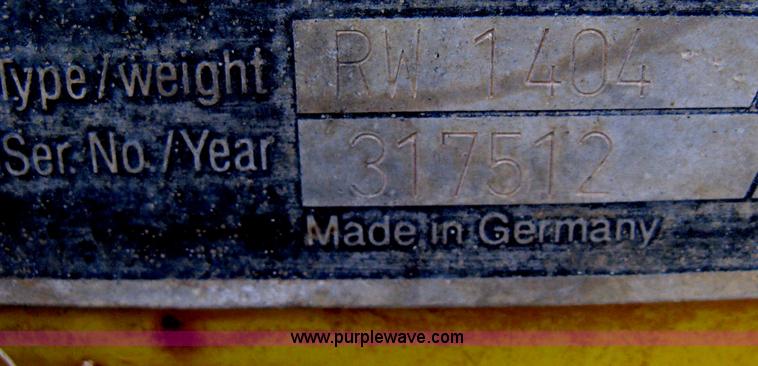 Type/weight RW 1404
Ser. No./Year 317512
Made in Germany
www.purplewave.com